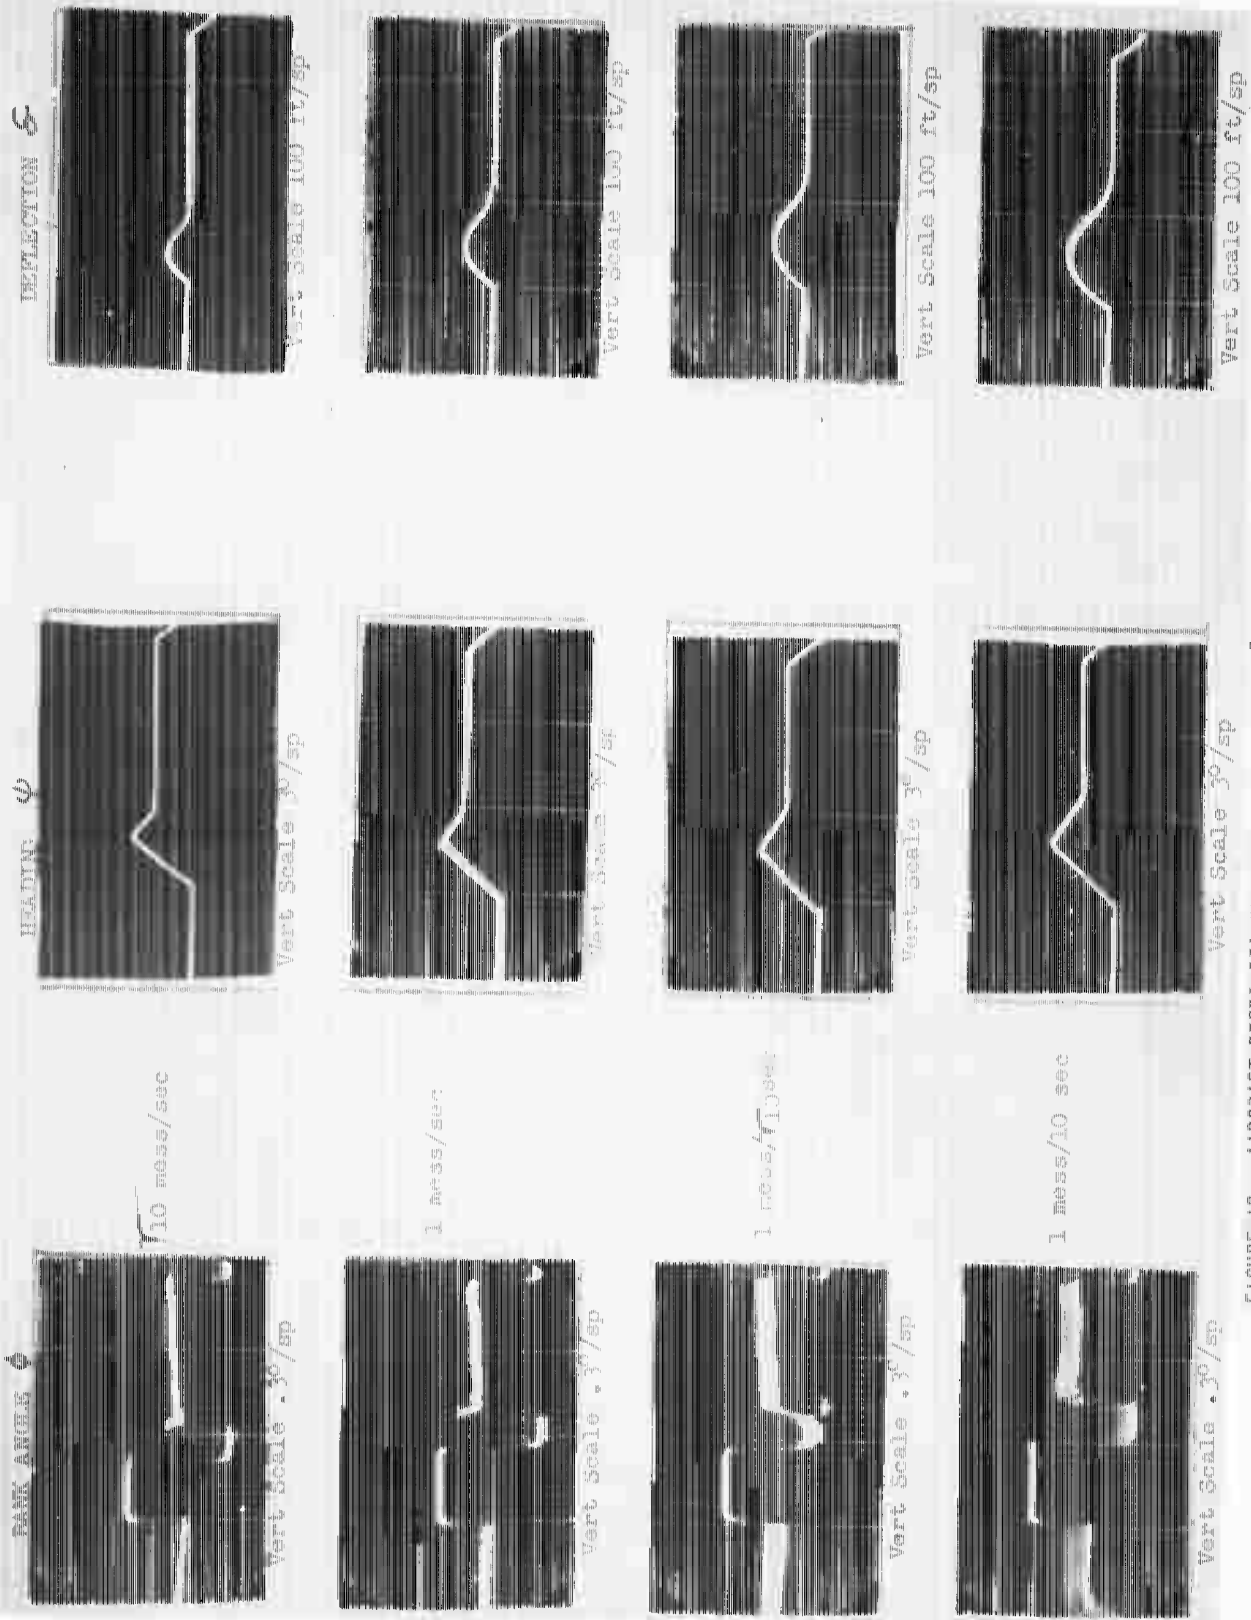 BANK ANGLE ϕ
HEADING ψ
DEFLECTION δ
Vert Scale .3°/sp
√10 mess/sec
Vert Scale 3°/sp
Vert Scale 100 ft/sp
Vert Scale .3°/sp
1 mess/sec
Vert Scale 3°/sp
Vert Scale 100 ft/sp
Vert Scale .3°/sp
1 mess/√10sec
Vert Scale 3°/sp
Vert Scale 100 ft/sp
Vert Scale .3°/sp
1 mess/10 sec
Vert Scale 3°/sp
Vert Scale 100 ft/sp